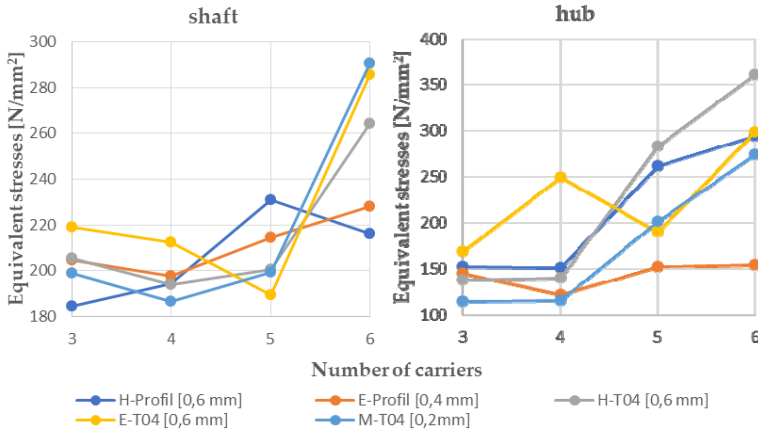 shaft
hub
Equivalent stresses [N/mm²]
300
280
260
240
220
200
180
3 4 5 6
Equivalent stresses [N/mm²]
400
350
300
250
200
150
100
3 4 5 6
Number of carriers
H-Profil [0,6 mm] E-Profil [0,4 mm] H-T04 [0,6 mm]
E-T04 [0,6 mm] M-T04 [0,2mm]